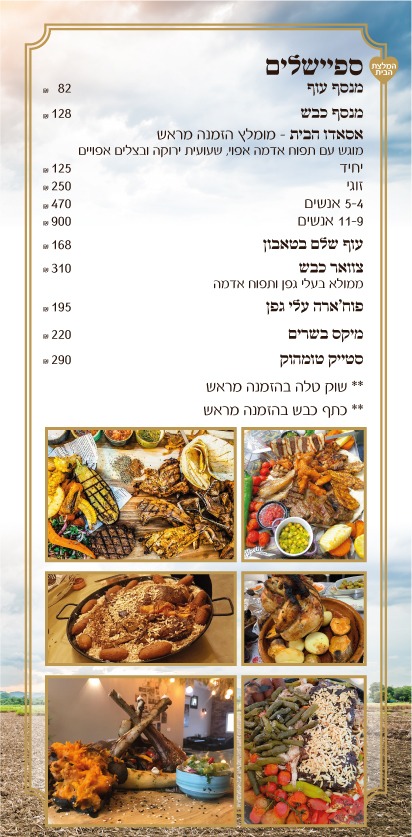 ספיישלים
המלצת
הבית
מנסף עוף 82 ₪
מנסף כבש 128 ₪
אסאדו הבית - מומלץ הזמנה מראש
מוגש עם תפוח אדמה אפוי, שעועית ירוקה ובצלים אפויים
יחיד 125 ₪
זוגי 250 ₪
5-4 אנשים 470 ₪
11-9 אנשים 900 ₪
עוף שלם בטאבון 168 ₪
צוואר כבש 310 ₪
ממולא בעלי גפן ותפוח אדמה
פוח'ארה עלי גפן 195 ₪
מיקס בשרים 220 ₪
סטייק טומהוק 290 ₪
** שוק טלה בהזמנה מראש
** כתף כבש בהזמנה מראש